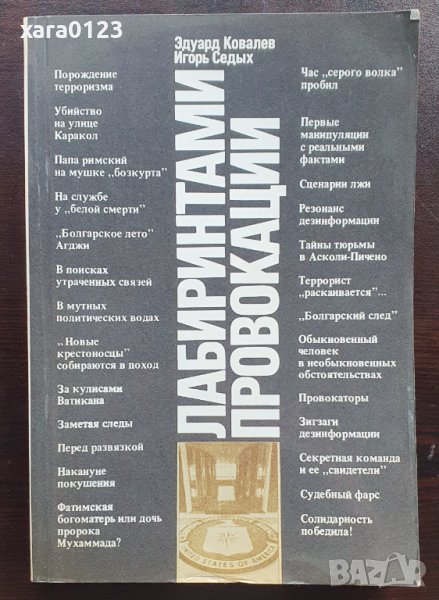 xara0123
Эдуард Ковалев
Игорь Седых
ЛАБИРИНТАМИ
ПРОВОКАЦИИ
Порождение
терроризма
Убийство
на улице
Каракол
Папа римский
на мушке „бозкурта”
На службе
у „белой смерти”
„Болгарское лето”
Агджи
В поисках
утраченных связей
В мутных
политических водах
„Новые
крестоносцы”
собираются в поход
За кулисами
Ватикана
Заметая следы
Перед развязкой
Накануне
покушения
Фатимская
богоматерь или дочь
пророка
Мухаммада?
Час „серого волка”
пробил
Первые
манипуляции
с реальными
фактами
Сценарии лжи
Резонанс
дезинформации
Тайны тюрьмы
в Асколи-Пичено
Террорист
„раскаивается”...
„Болгарский след”
Обыкновенный
человек
в необыкновенных
обстоятельствах
Провокаторы
Зигзаги
дезинформации
Секретная команда
и ее „свидетели”
Судебный фарс
Солидарность
победила!
UNITED STATES OF AMERICA
BAZAR